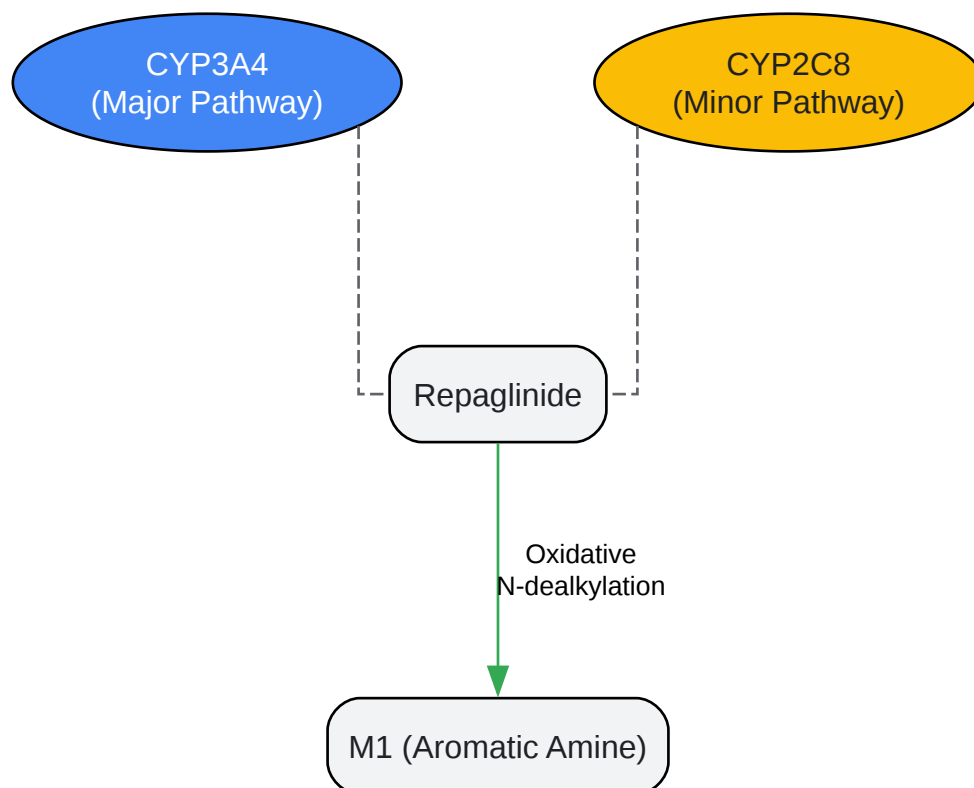 CYP3A4
(Major Pathway)
CYP2C8
(Minor Pathway)
Repaglinide
Oxidative
N-dealkylation
M1 (Aromatic Amine)